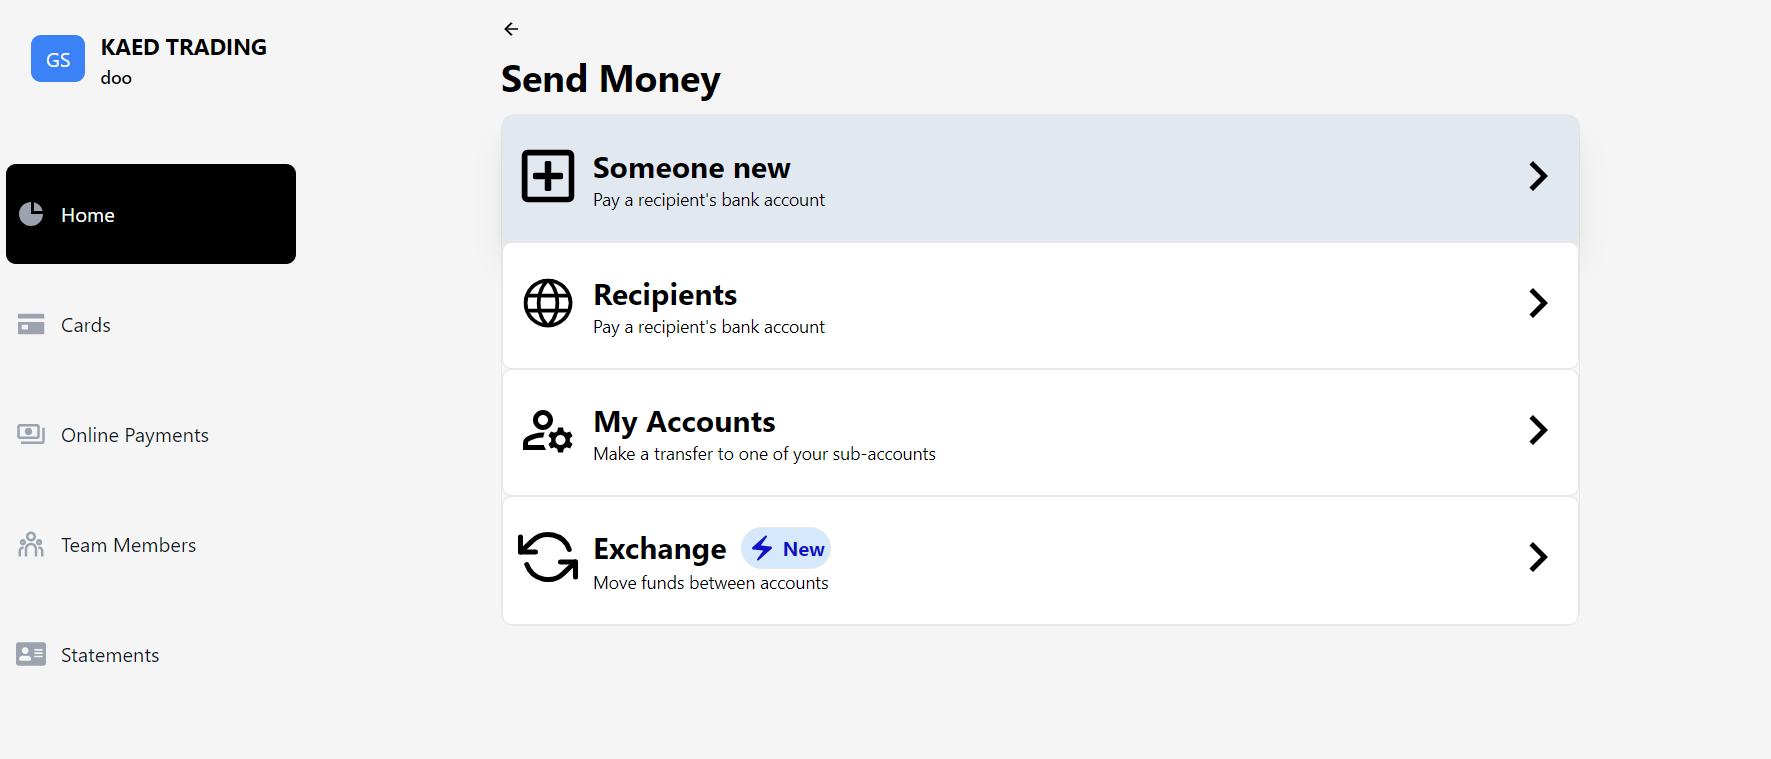 GS
KAED TRADING
doo
Home
Cards
Online Payments
Team Members
Statements
Send Money
Someone new
Pay a recipient's bank account
Recipients
Pay a recipient's bank account
My Accounts
Make a transfer to one of your sub-accounts
Exchange New
Move funds between accounts